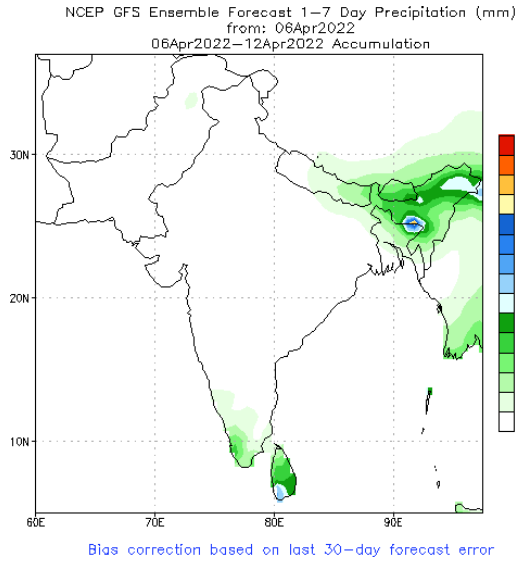 NCEP GFS Ensemble Forecast 1-7 Day Precipitation (mm)
from: 06Apr2022
06Apr2022-12Apr2022 Accumulation
30N
20N
10N
60E 70E 80E 90E
Bias correction based on last 30-day forecast error